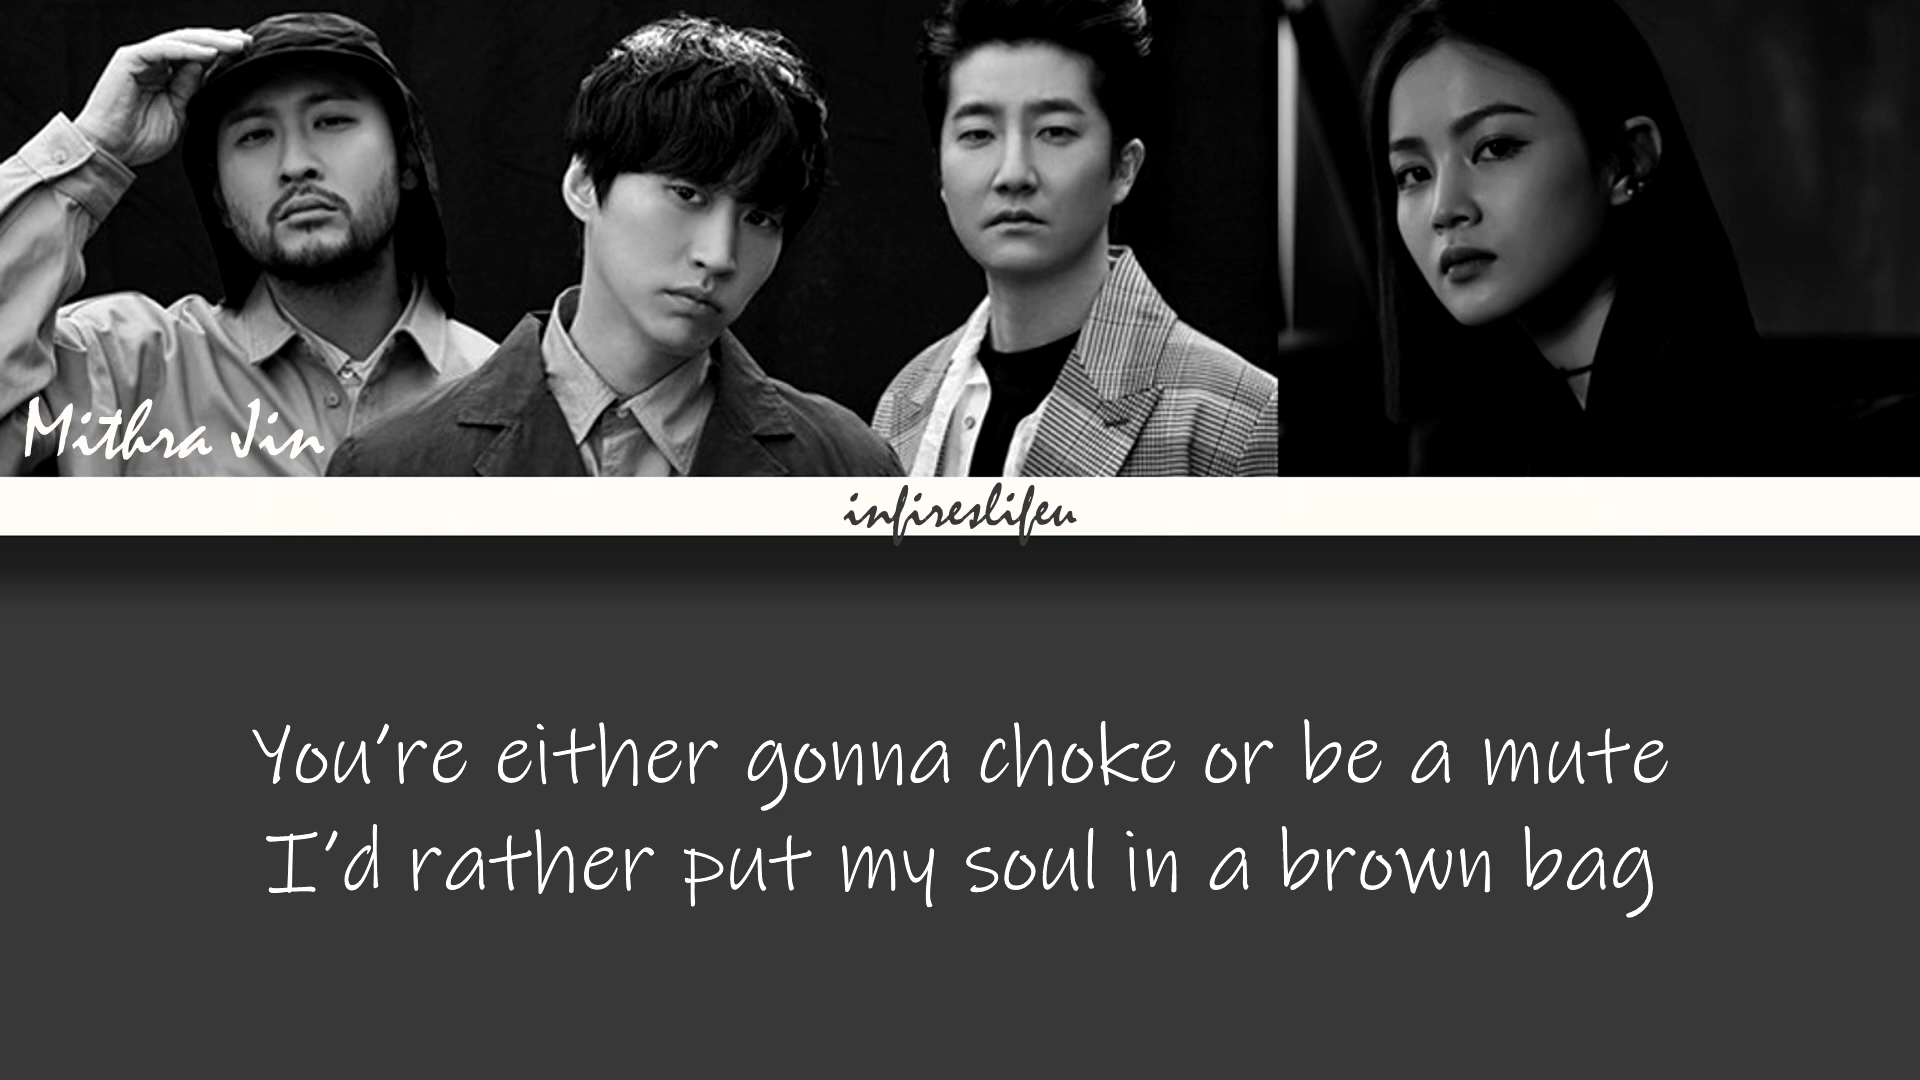 Mithra Jin
infireslifeu
You're either gonna choke or be a mute
I'd rather put my soul in a brown bag